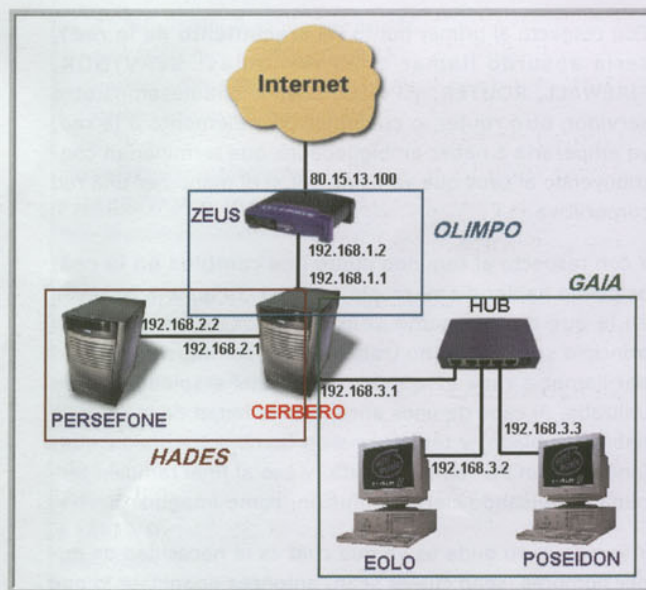 Internet
80.15.13.100
ZEUS
OLIMPO
192.168.1.2
192.168.1.1
GAIA
HUB
192.168.2.2
192.168.2.1
192.168.3.1
PERSEFONE
CERBERO
HADES
192.168.3.3
192.168.3.2
EOLO
POSEIDON